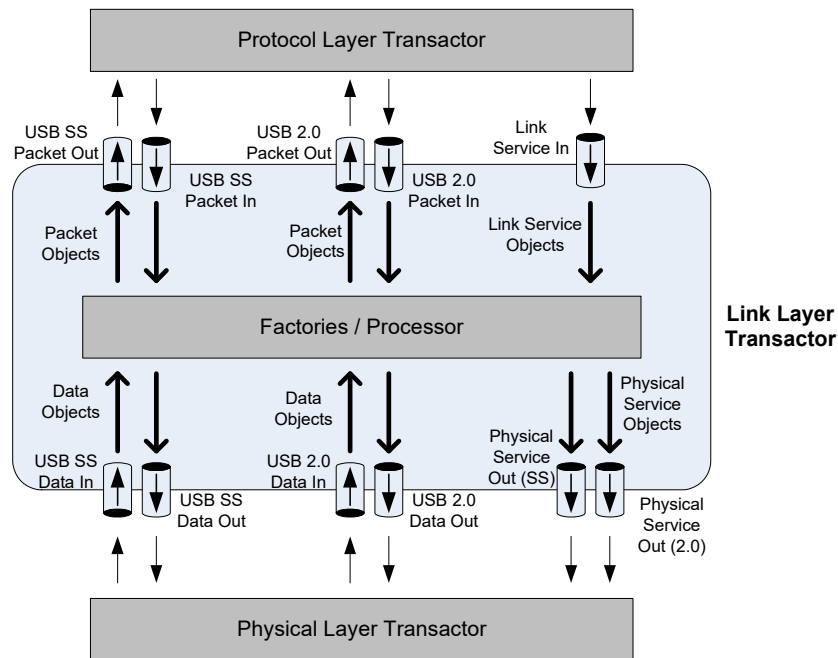 Protocol Layer Transactor
USB SS
Packet Out
USB SS
Packet In
USB 2.0
Packet Out
USB 2.0
Packet In
Link
Service In
Packet
Objects
Packet
Objects
Link Service
Objects
Factories / Processor
Link Layer
Transactor
Data
Objects
Data
Objects
Physical
Service
Objects
USB SS
Data In
USB SS
Data Out
USB 2.0
Data In
USB 2.0
Data Out
Physical
Service
Out (SS)
Physical
Service
Out (2.0)
Physical Layer Transactor